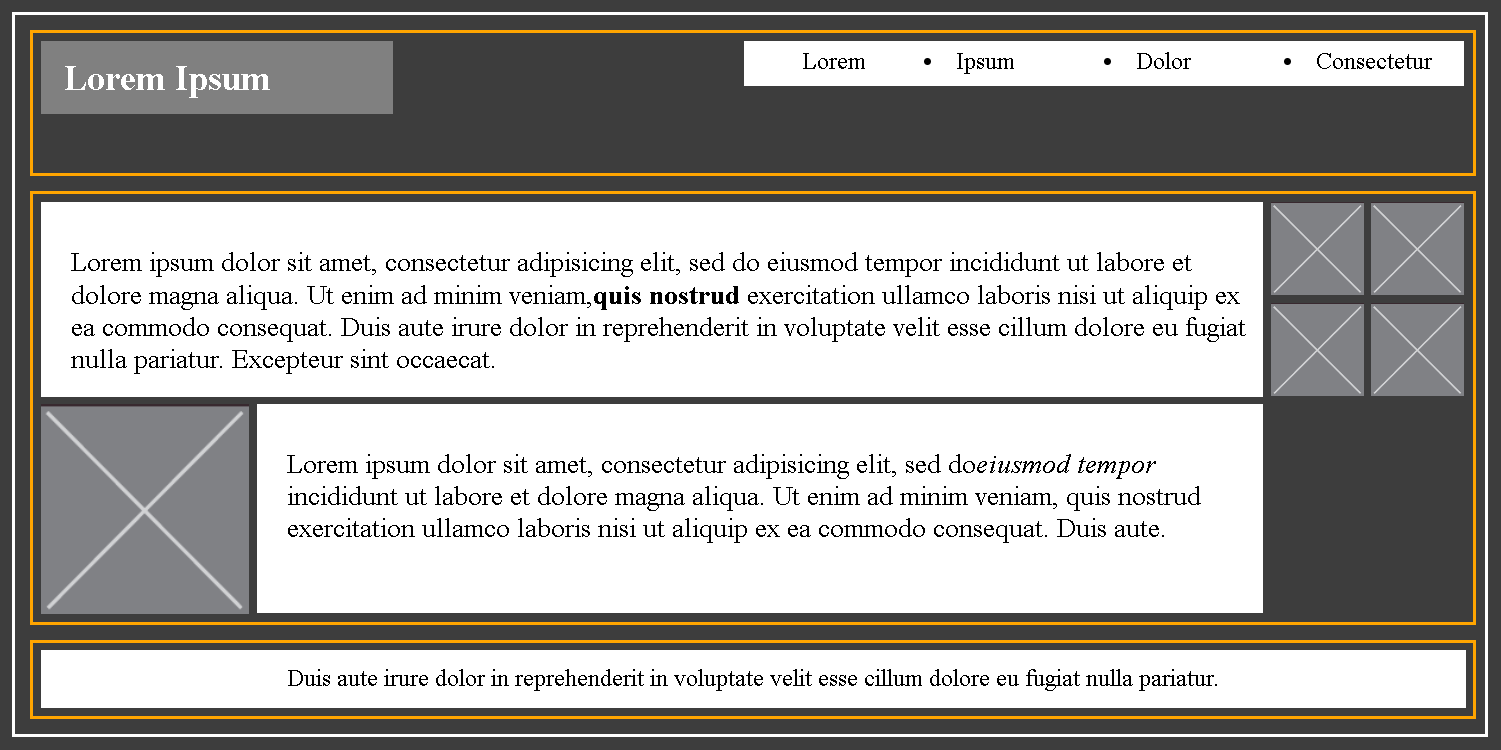 Lorem Ipsum
Lorem • Ipsum • Dolor • Consectetur
Lorem ipsum dolor sit amet, consectetur adipisicing elit, sed do eiusmod tempor incididunt ut labore et
dolore magna aliqua. Ut enim ad minim veniam,quis nostrud exercitation ullamco laboris nisi ut aliquip ex
ea commodo consequat. Duis aute irure dolor in reprehenderit in voluptate velit esse cillum dolore eu fugiat
nulla pariatur. Excepteur sint occaecat.
Lorem ipsum dolor sit amet, consectetur adipisicing elit, sed doeiusmod tempor
incididunt ut labore et dolore magna aliqua. Ut enim ad minim veniam, quis nostrud
exercitation ullamco laboris nisi ut aliquip ex ea commodo consequat. Duis aute.
Duis aute irure dolor in reprehenderit in voluptate velit esse cillum dolore eu fugiat nulla pariatur.